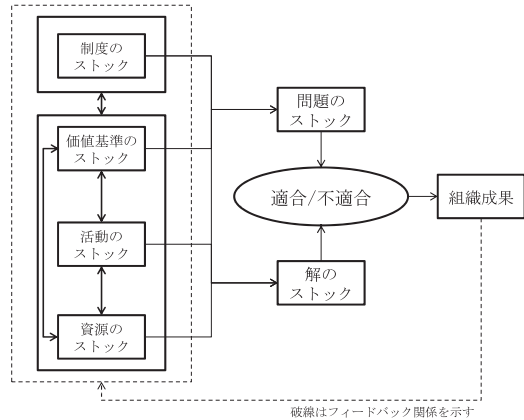 制度の
ストック
価値基準の
ストック
活動の
ストック
資源の
ストック
問題の
ストック
適合/不適合
解の
ストック
組織成果
破線はフィードバック関係を示す